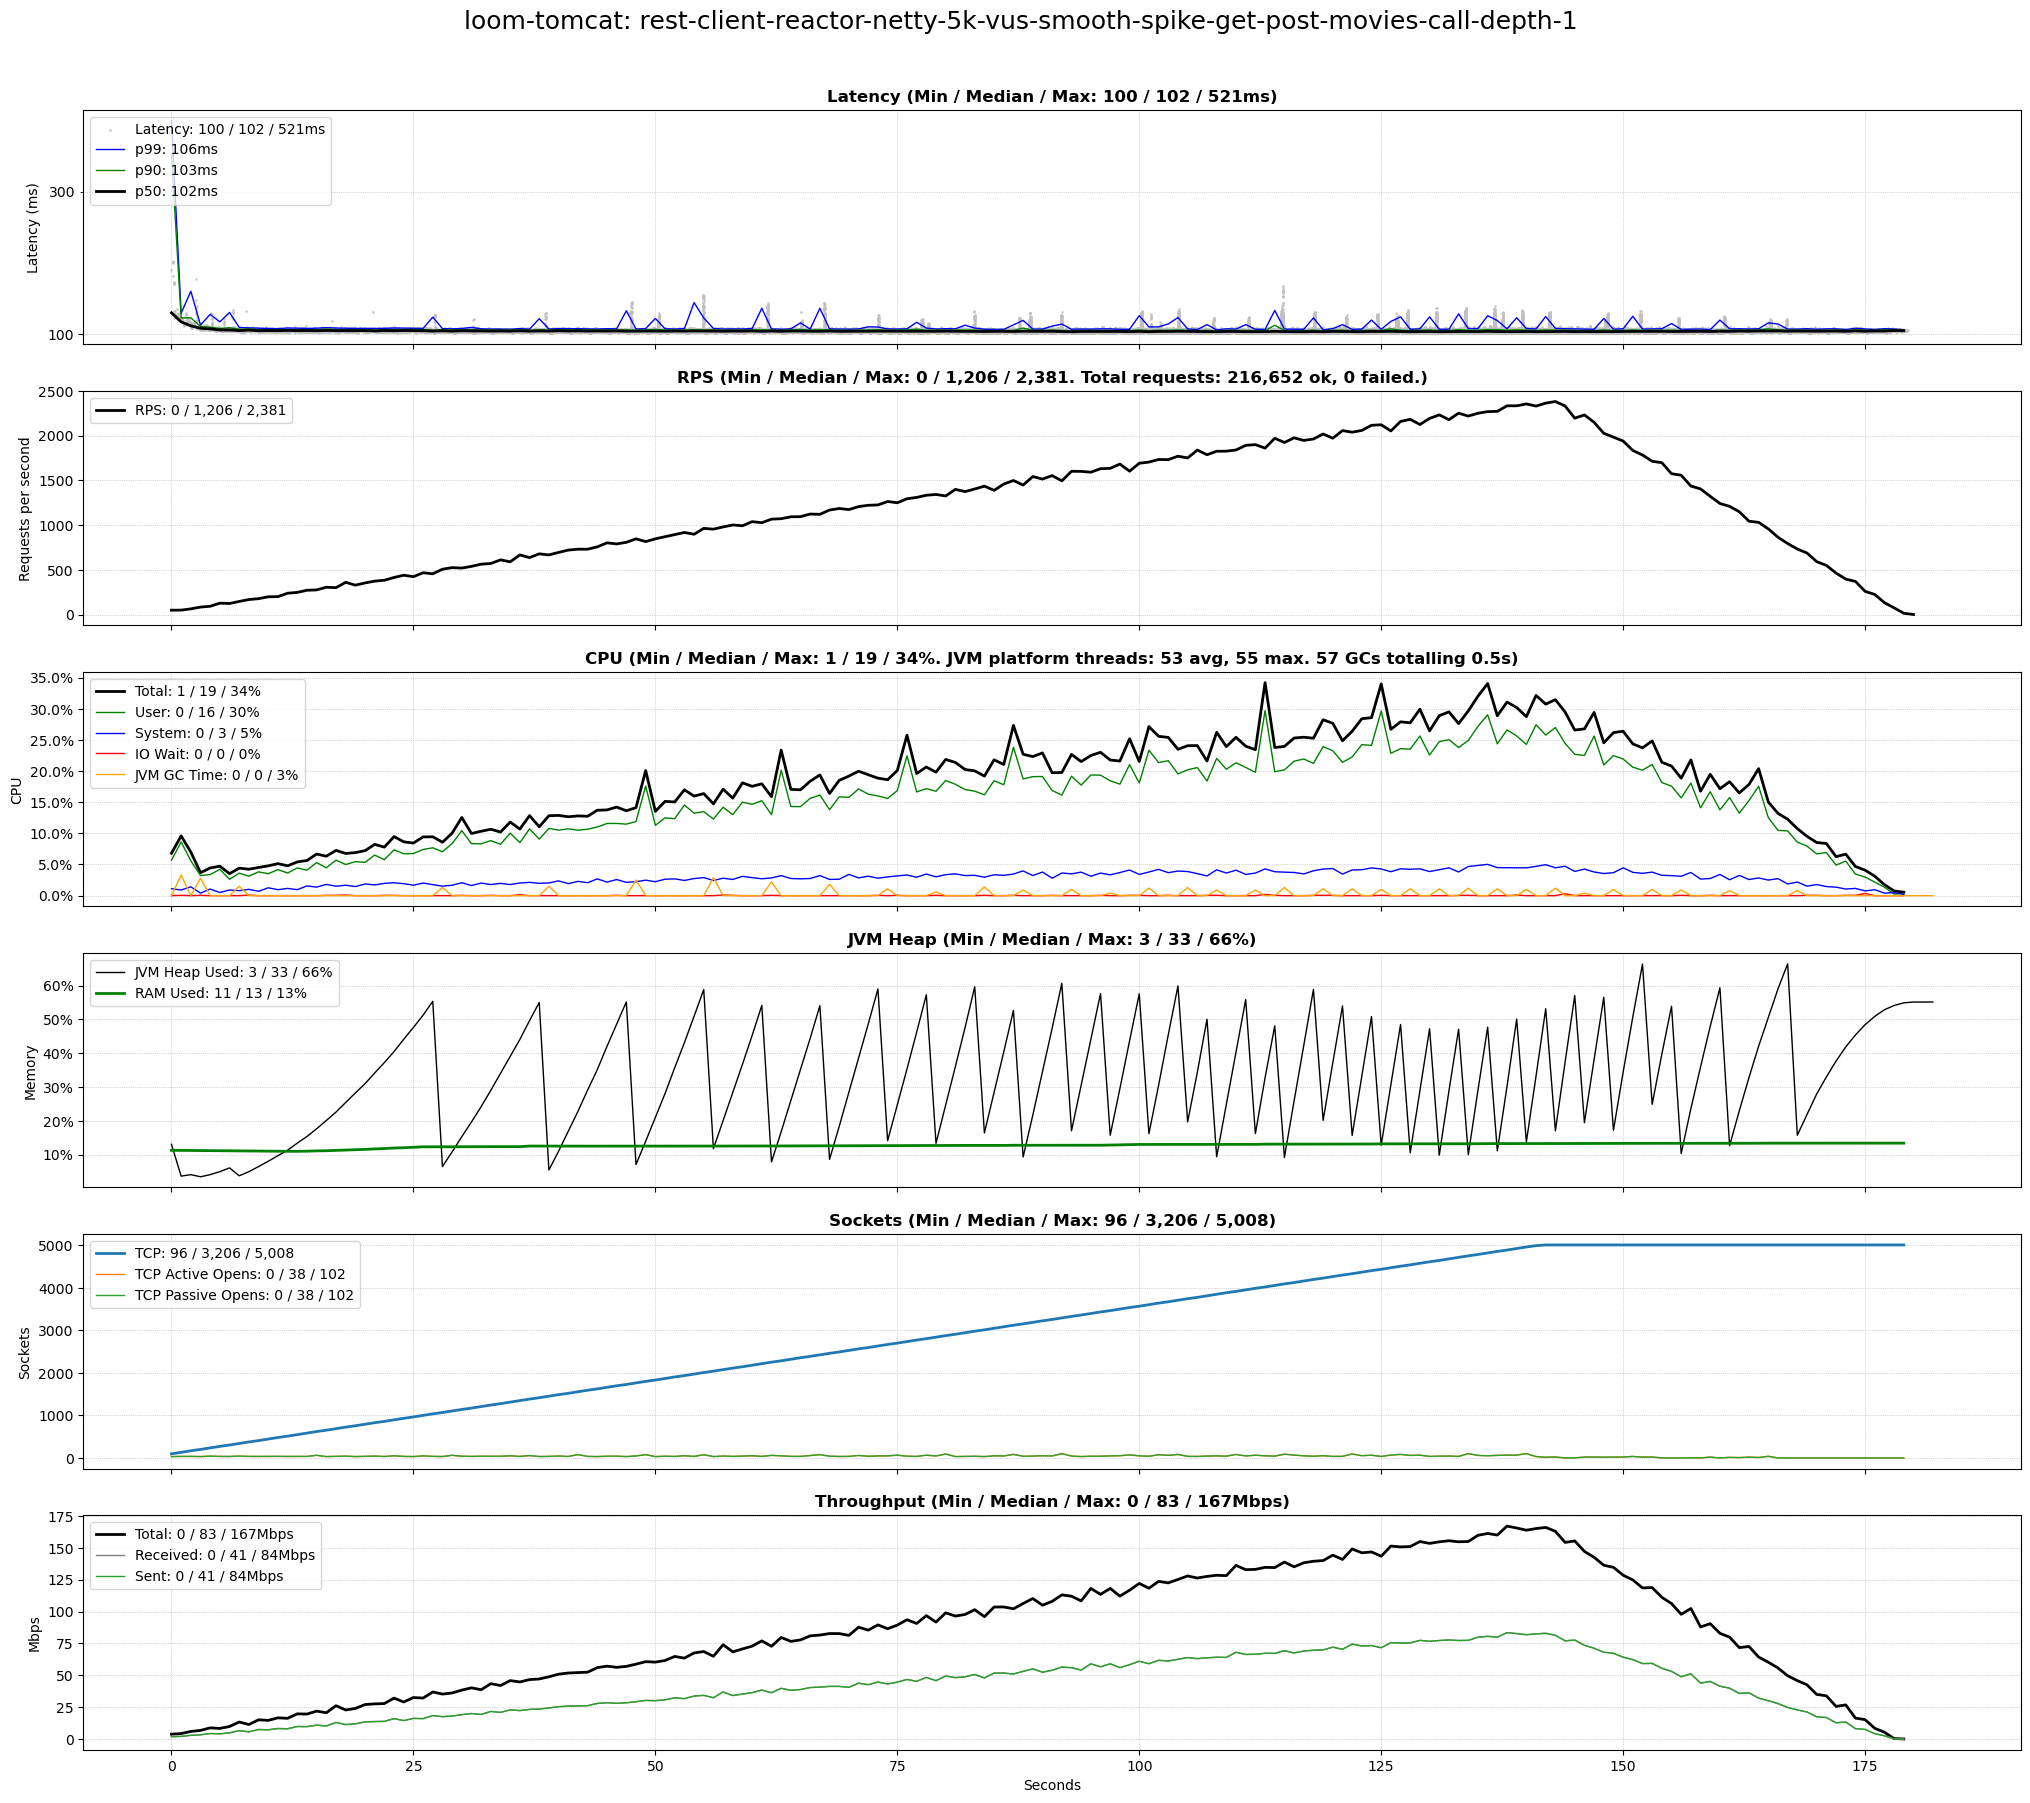 loom-tomcat: rest-client-reactor-netty-5k-vus-smooth-spike-get-post-movies-call-depth-1
Latency (Min / Median / Max: 100 / 102 / 521ms)
Latency: 100 / 102 / 521ms
p99: 106ms
p90: 103ms
p50: 102ms
Latency (ms)
300
100
RPS (Min / Median / Max: 0 / 1,206 / 2,381. Total requests: 216,652 ok, 0 failed.)
RPS: 0 / 1,206 / 2,381
Requests per second
2500
2000
1500
1000
500
0
CPU (Min / Median / Max: 1 / 19 / 34%. JVM platform threads: 53 avg, 55 max. 57 GCs totalling 0.5s)
Total: 1 / 19 / 34%
User: 0 / 16 / 30%
System: 0 / 3 / 5%
IO Wait: 0 / 0 / 0%
JVM GC Time: 0 / 0 / 3%
CPU
35.0%
30.0%
25.0%
20.0%
15.0%
10.0%
5.0%
0.0%
JVM Heap (Min / Median / Max: 3 / 33 / 66%)
JVM Heap Used: 3 / 33 / 66%
RAM Used: 11 / 13 / 13%
Memory
60%
50%
40%
30%
20%
10%
Sockets (Min / Median / Max: 96 / 3,206 / 5,008)
TCP: 96 / 3,206 / 5,008
TCP Active Opens: 0 / 38 / 102
TCP Passive Opens: 0 / 38 / 102
Sockets
5000
4000
3000
2000
1000
0
Throughput (Min / Median / Max: 0 / 83 / 167Mbps)
Total: 0 / 83 / 167Mbps
Received: 0 / 41 / 84Mbps
Sent: 0 / 41 / 84Mbps
Mbps
175
150
125
100
75
50
25
0
0 25 50 75 100 125 150 175
Seconds